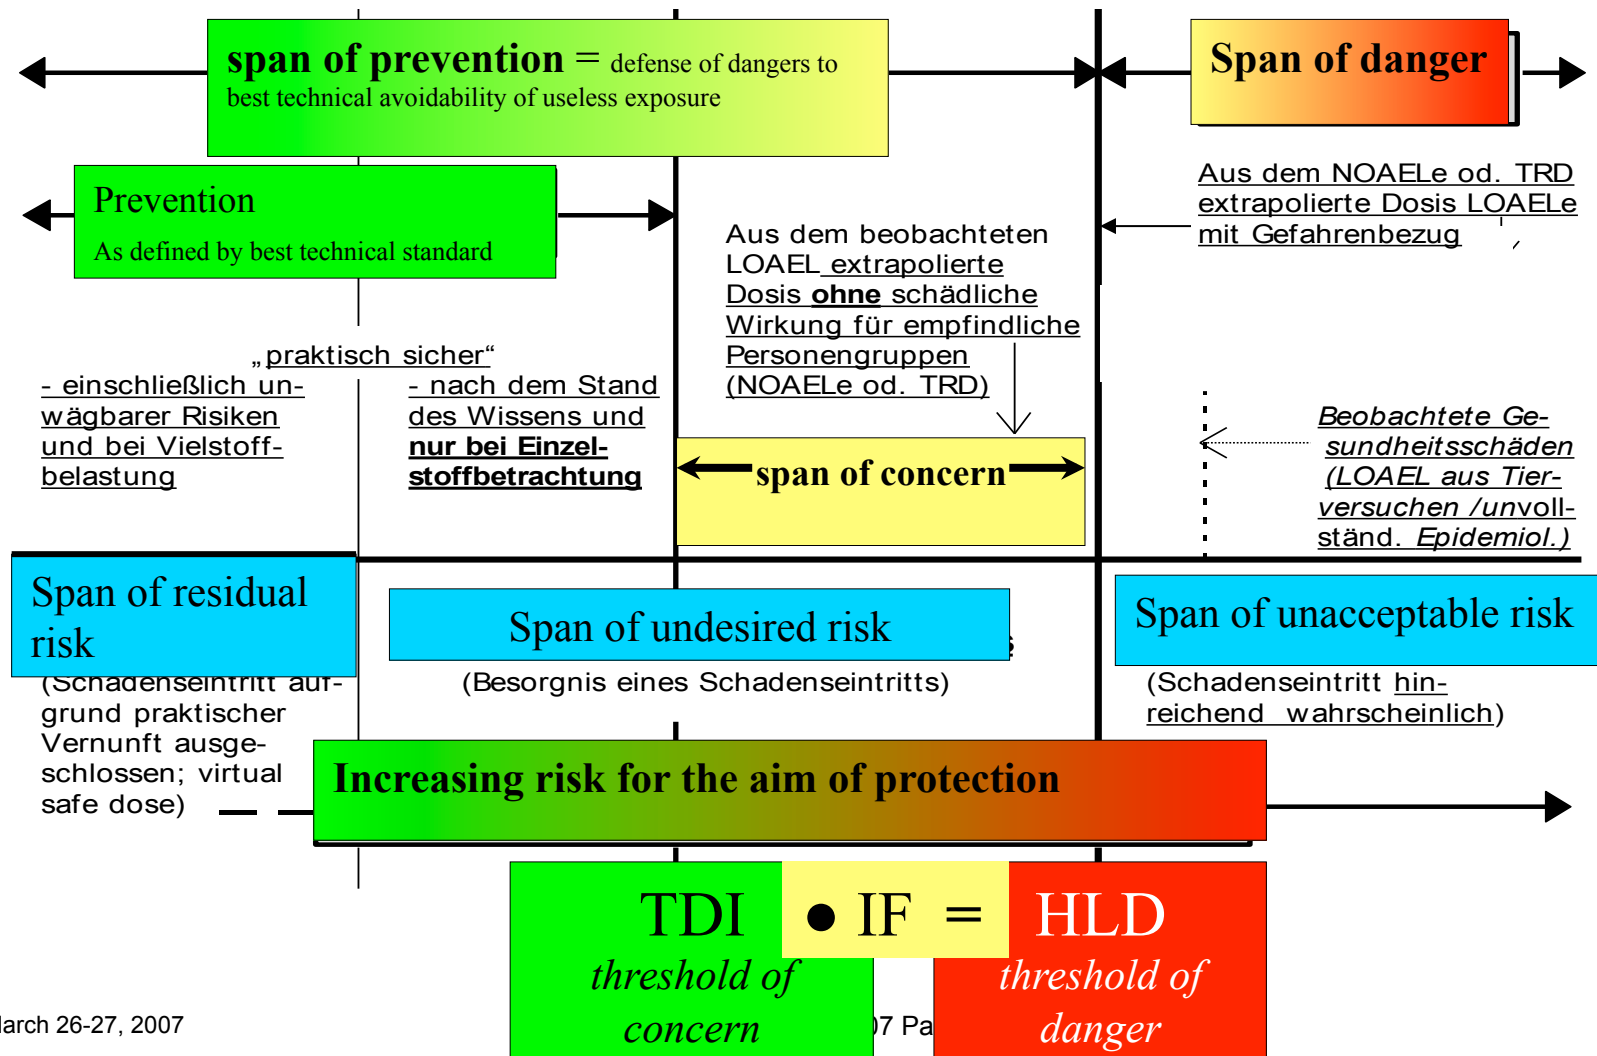 span of prevention = defense of dangers to
best technical avoidability of useless exposure
Span of danger
Prevention
As defined by best technical standard
Aus dem NOAELe od. TRD
extrapolierte Dosis LOAELe
mit Gefahrenbezug
Aus dem beobachteten
LOAEL extrapolierte
Dosis ohne schädliche
Wirkung für empfindliche
Personengruppen
(NOAELe od. TRD)
„praktisch sicher“
- einschließlich un-
wägbarer Risiken
und bei Vielstoff-
belastung
- nach dem Stand
des Wissens und
nur bei Einzel-
stoffbetrachtung
span of concern
Beobachtete Ge-
sundheitsschäden
(LOAEL aus Tier-
versuchen /unvoll-
ständ. Epidemiol.)
Span of residual
risk
Span of undesired risk
Span of unacceptable risk
(Schadenseintritt auf-
grund praktischer
Vernunft ausge-
schlossen; virtual
safe dose)
(Besorgnis eines Schadenseintritts)
(Schadenseintritt hin-
reichend wahrscheinlich)
Increasing risk for the aim of protection
TDI • IF = HLD
threshold of
concern
threshold of
danger
arch 26-27, 2007
07 Pa